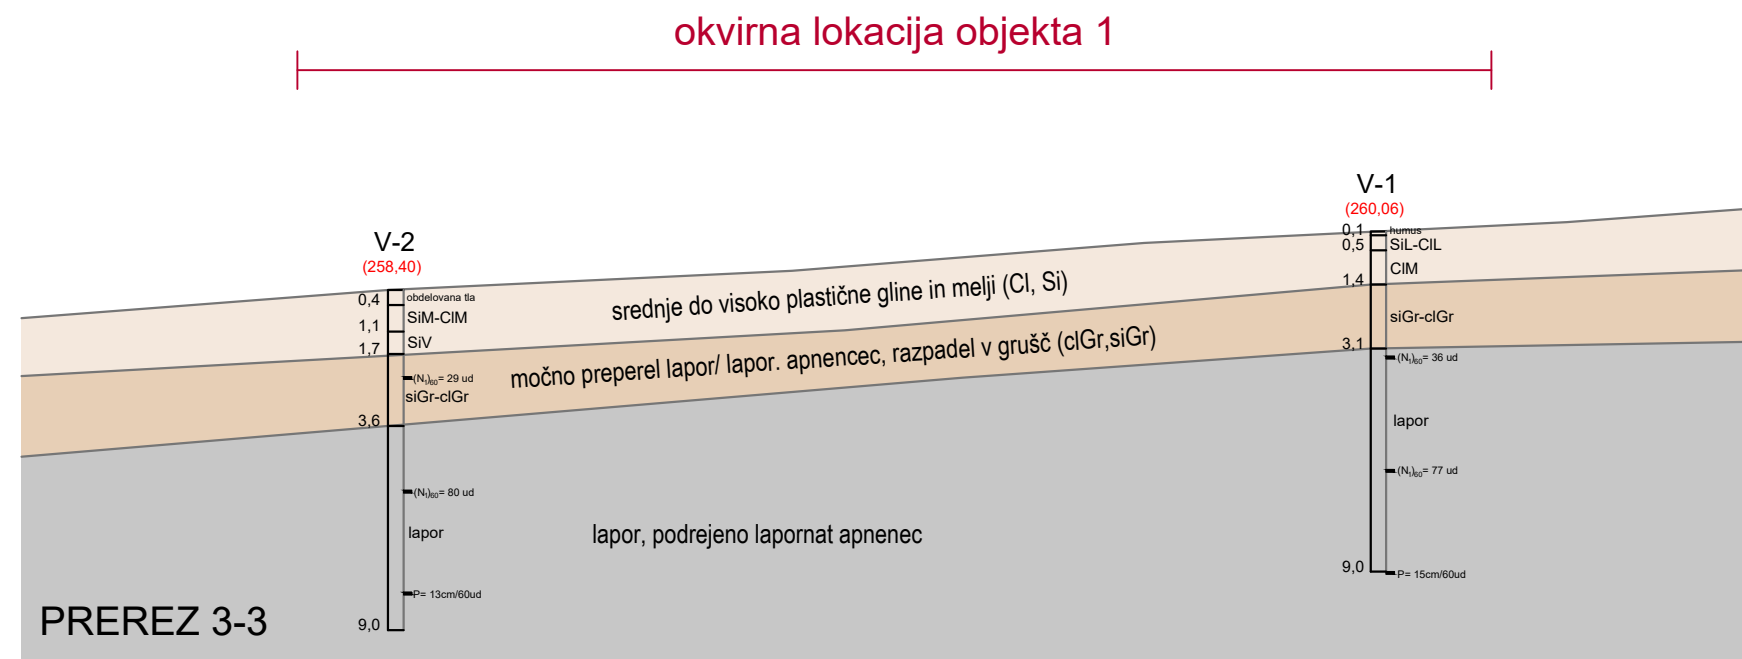 okvirna lokacija objekta 1
V-1
(260,06)
0,1 humus
0,5 SiL-ClL
ClM
1,4
siGr-clGr
3,1
(N₁)₆₀= 36 ud
lapor
(N₁)₆₀= 77 ud
9,0
P= 15cm/60ud
V-2
(258,40)
0,4 obdelovana tla
SiM-ClM
1,1
SiV
1,7
(N₁)₆₀= 29 ud
siGr-clGr
3,6
(N₁)₆₀= 80 ud
lapor
P= 13cm/60ud
9,0
srednje do visoko plastične gline in melji (Cl, Si)
močno preperel lapor/ lapor. apnencec, razpadel v grušč (clGr,siGr)
lapor, podrejeno lapornat apnenec
PREREZ 3-3